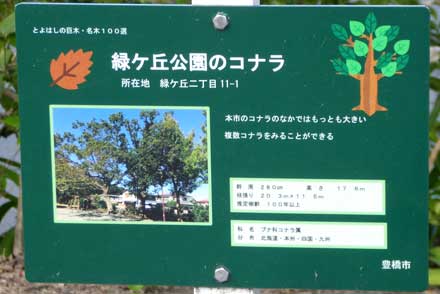 とよはしの巨木・名木100選
緑ケ丘公園のコナラ
所在地　緑ケ丘二丁目11-1
本市のコナラのなかではもっとも大きい
複数コナラをみることができる
幹　周　280cm　高　さ　17.6m
枝張り　20.3m×11.6m
推定樹齢　100年以上
科　名　ブナ科コナラ属
分　布　北海道・本州・四国・九州
豊橋市